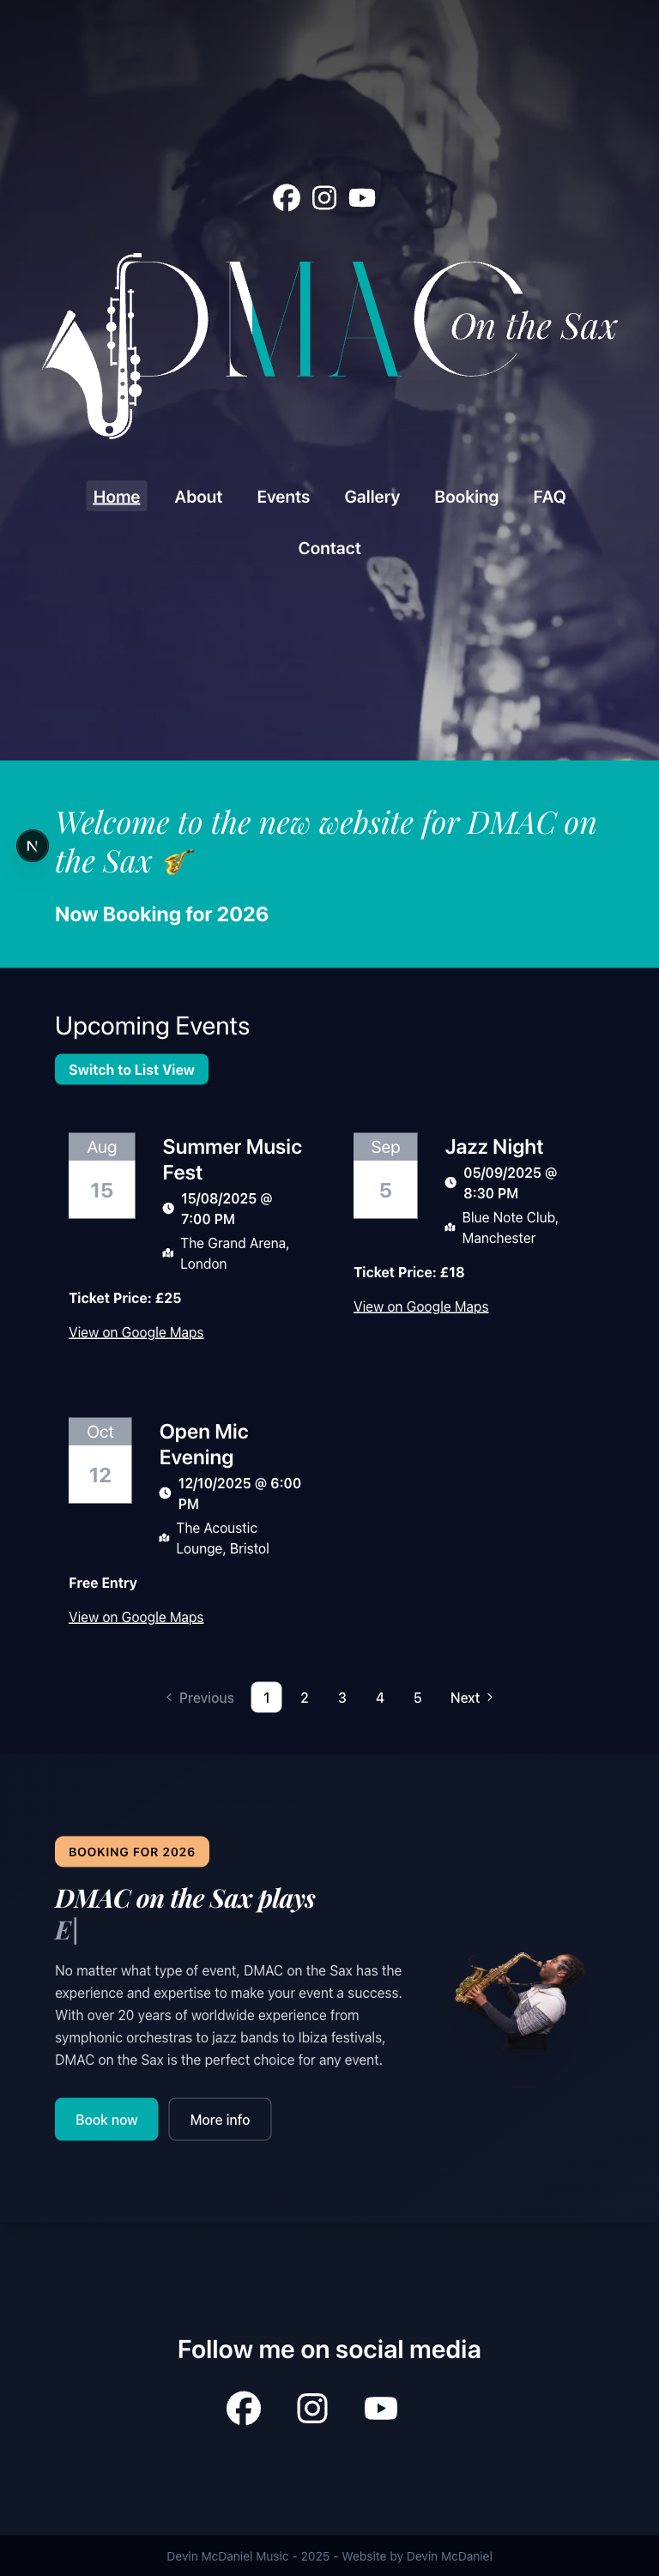 DMAC
On the Sax
Home About Events Gallery Booking FAQ
Contact
Welcome to the new website for DMAC on
the Sax 🎷
N
Now Booking for 2026
Upcoming Events
Switch to List View
Aug
15
Summer Music
Fest
15/08/2025 @
7:00 PM
The Grand Arena,
London
Ticket Price: £25
View on Google Maps
Sep
5
Jazz Night
05/09/2025 @
8:30 PM
Blue Note Club,
Manchester
Ticket Price: £18
View on Google Maps
Oct
12
Open Mic
Evening
12/10/2025 @ 6:00
PM
The Acoustic
Lounge, Bristol
Free Entry
View on Google Maps
Previous 1 2 3 4 5 Next
BOOKING FOR 2026
DMAC on the Sax plays
E|
No matter what type of event, DMAC on the Sax has the
experience and expertise to make your event a success.
With over 20 years of worldwide experience from
symphonic orchestras to jazz bands to Ibiza festivals,
DMAC on the Sax is the perfect choice for any event.
Book now More info
Follow me on social media
Devin McDaniel Music - 2025 - Website by Devin McDaniel